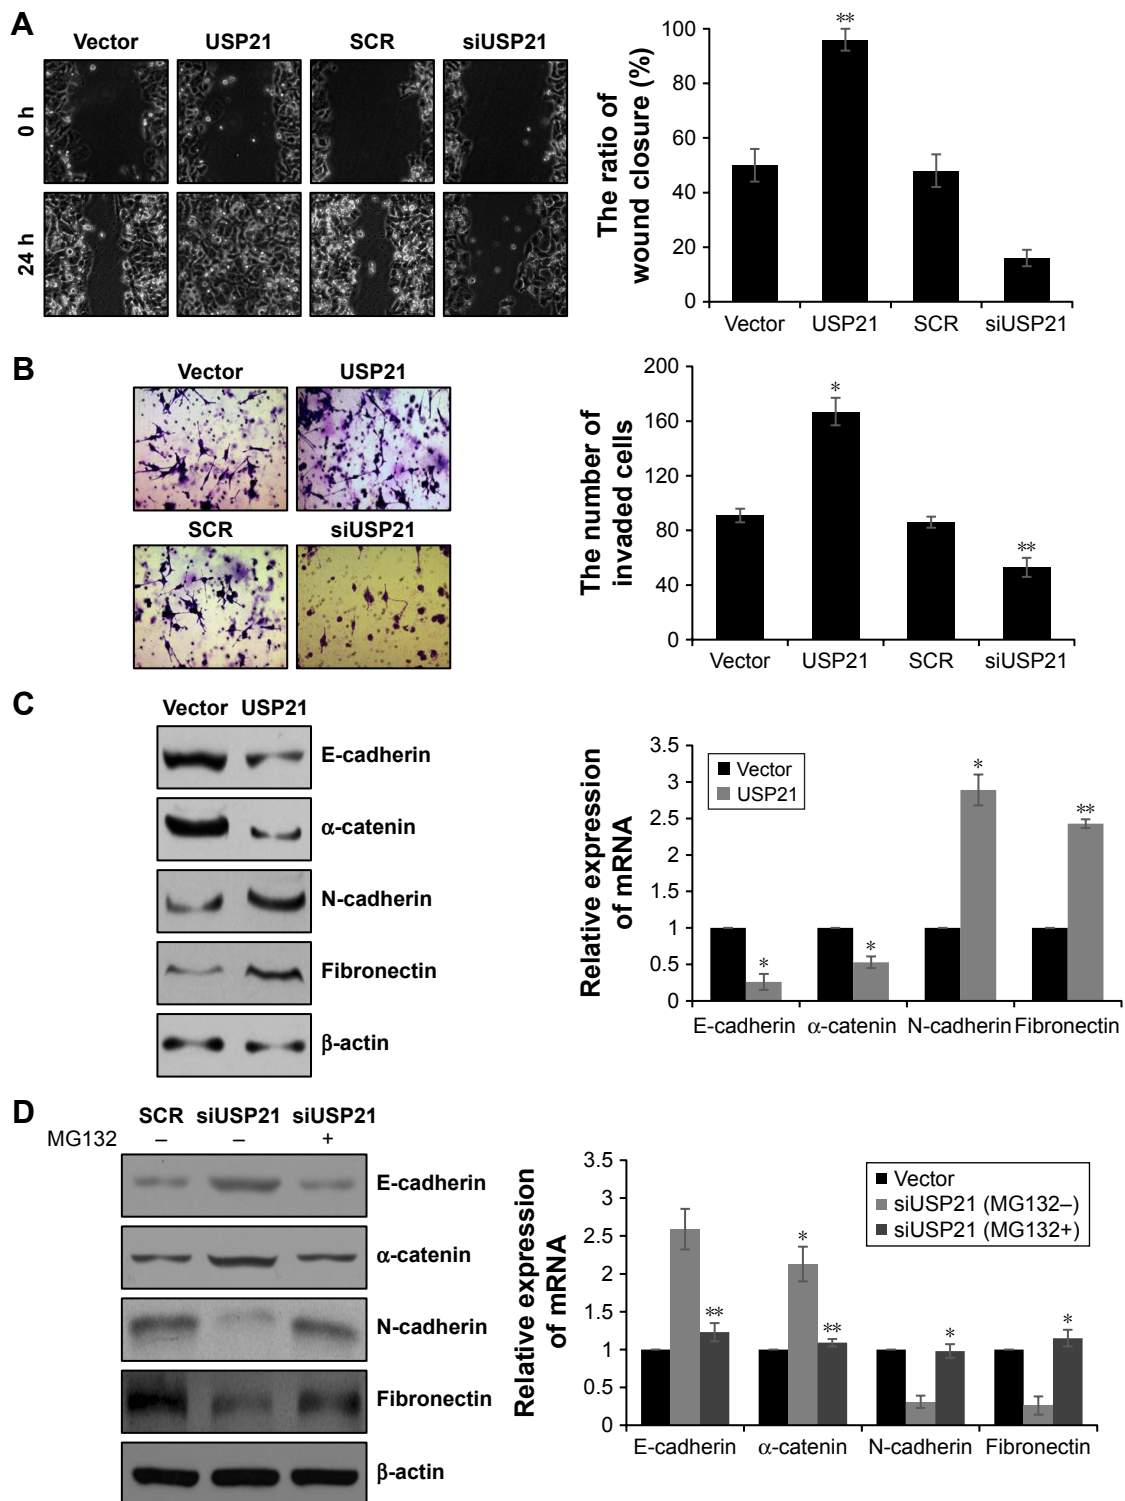 A
Vector USP21 SCR siUSP21
0 h
24 h
The ratio of
wound closure (%)
100
80
60
40
20
0
**
Vector USP21 SCR siUSP21
B
Vector USP21
SCR siUSP21
The number of
invaded cells
200
160
120
80
40
0
*
**
Vector USP21 SCR siUSP21
C
Vector USP21
E-cadherin
α-catenin
N-cadherin
Fibronectin
β-actin
Relative expression
of mRNA
3.5
3
2.5
2
1.5
1
0.5
0
Vector
USP21
* * * **
E-cadherin α-catenin N-cadherin Fibronectin
D
SCR siUSP21 siUSP21
MG132 – – +
E-cadherin
α-catenin
N-cadherin
Fibronectin
β-actin
Relative expression
of mRNA
3.5
3
2.5
2
1.5
1
0.5
0
Vector
siUSP21 (MG132–)
siUSP21 (MG132+)
** * ** * *
E-cadherin α-catenin N-cadherin Fibronectin